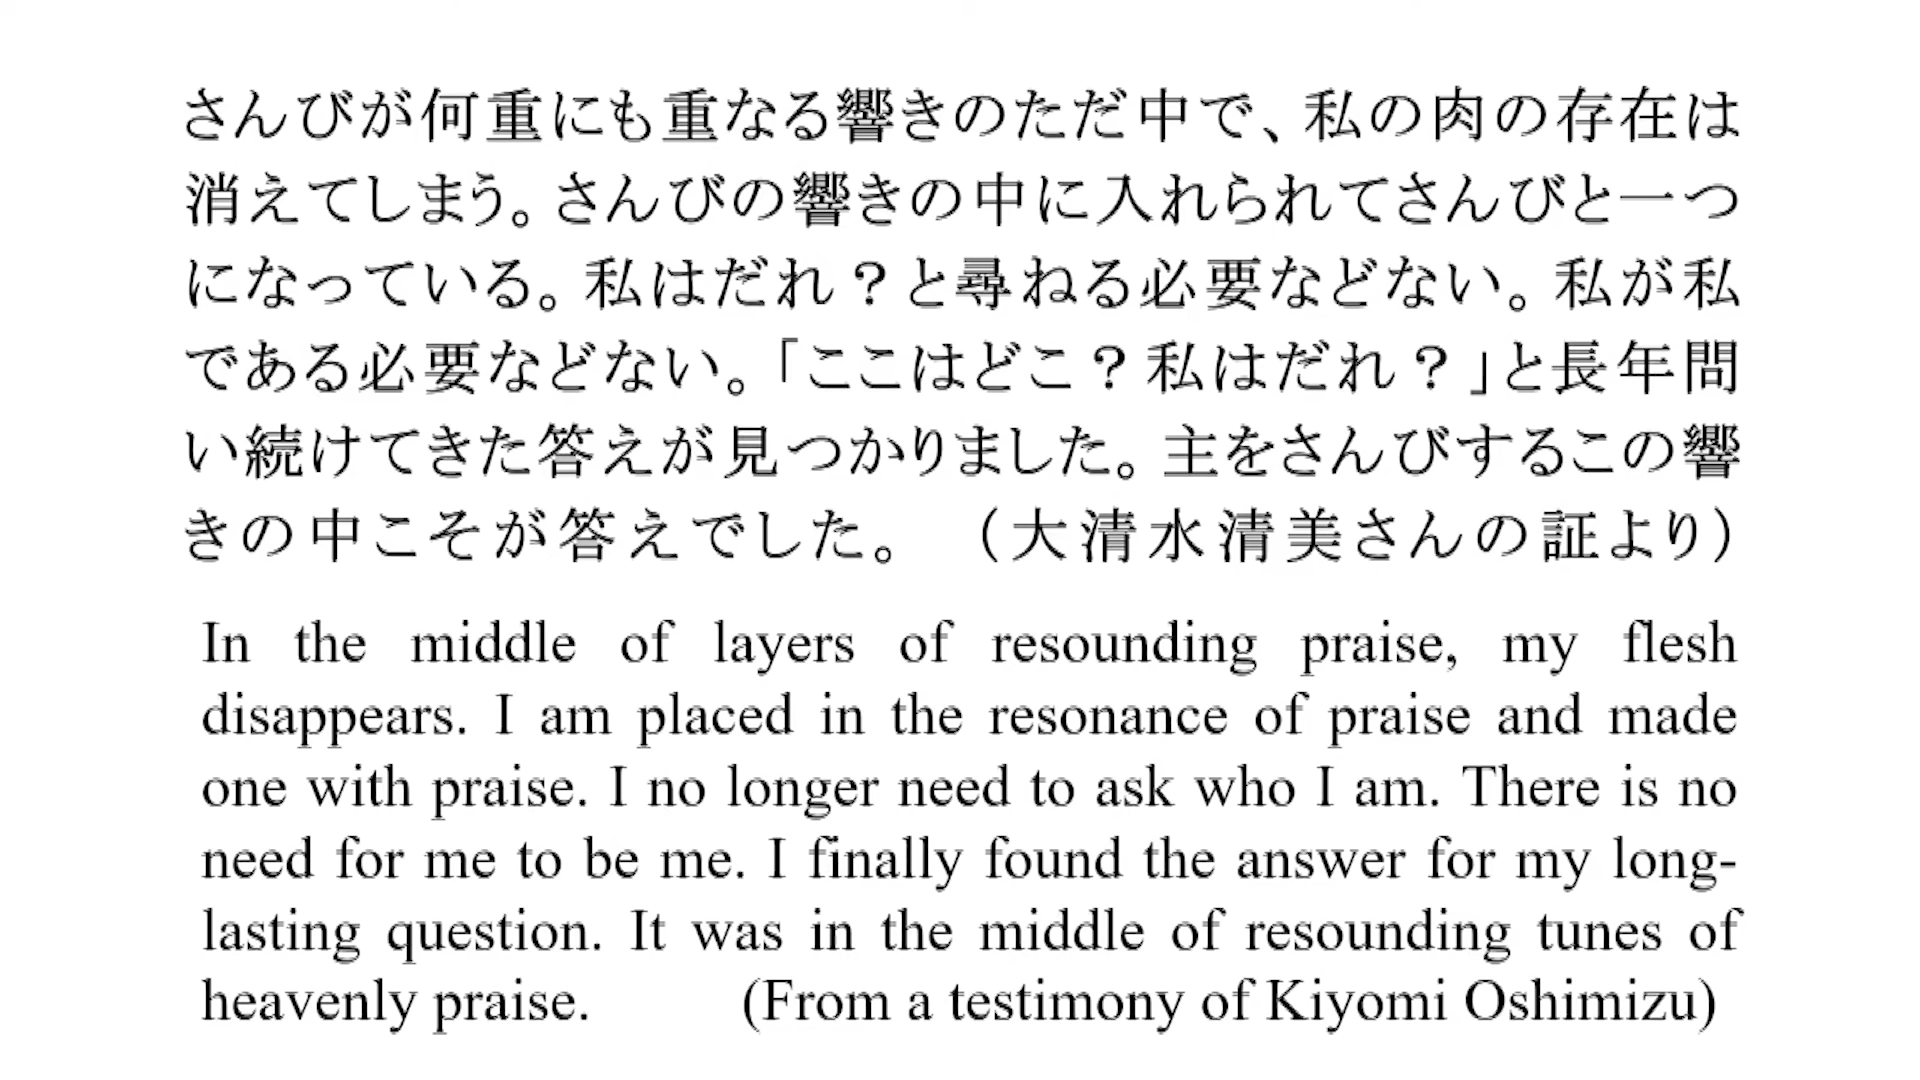 さんびが何重にも重なる響きのただ中で、私の肉の存在は
消えてしまう。さんびの響きの中に入れられてさんびと一つ
になっている。私はだれ？と尋ねる必要などない。私が私
である必要などない。「ここはどこ？私はだれ？」と長年問
い続けてきた答えが見つかりました。主をさんびするこの響
きの中こそが答えでした。 （大清水清美さんの証より）
In the middle of layers of resounding praise, my flesh
disappears. I am placed in the resonance of praise and made
one with praise. I no longer need to ask who I am. There is no
need for me to be me. I finally found the answer for my long-
lasting question. It was in the middle of resounding tunes of
heavenly praise. (From a testimony of Kiyomi Oshimizu)